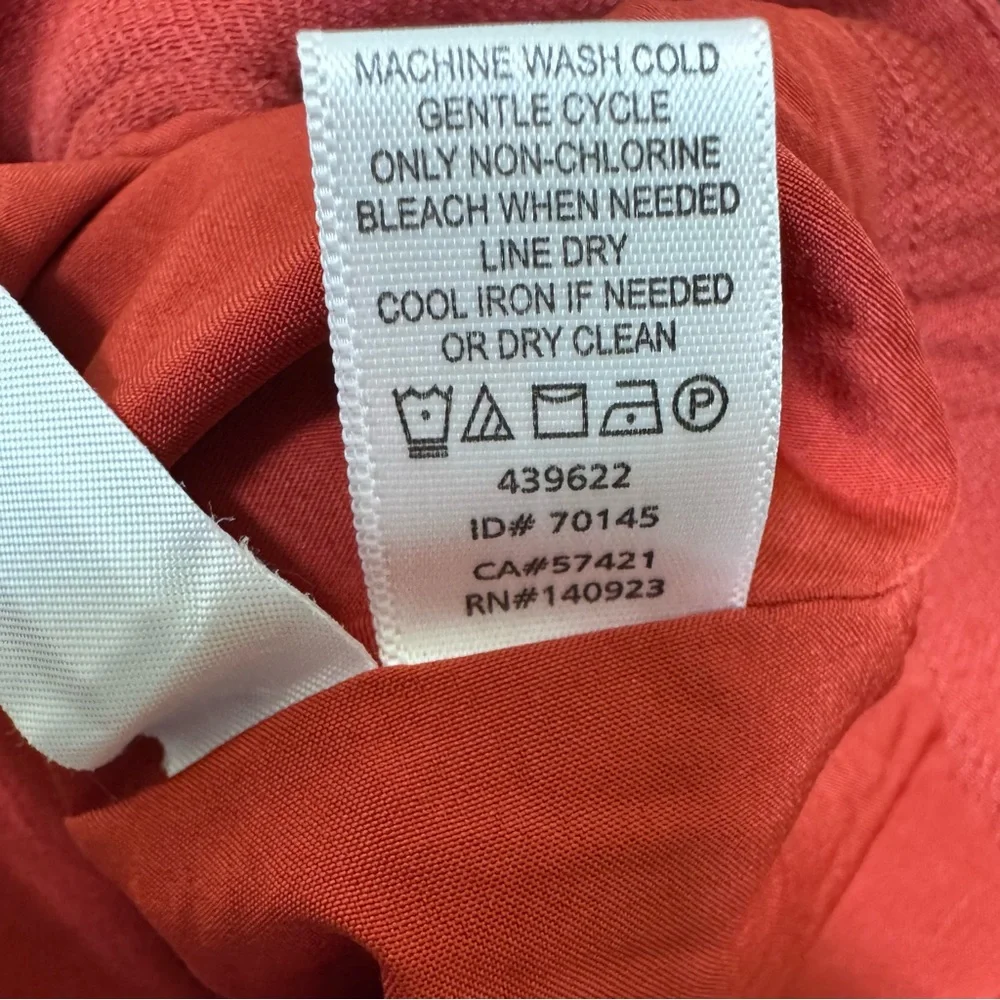 MACHINE WASH COLD
GENTLE CYCLE
ONLY NON-CHLORINE
BLEACH WHEN NEEDED
LINE DRY
COOL IRON IF NEEDED
OR DRY CLEAN
P
439622
ID# 70145
CA#57421
RN#140923